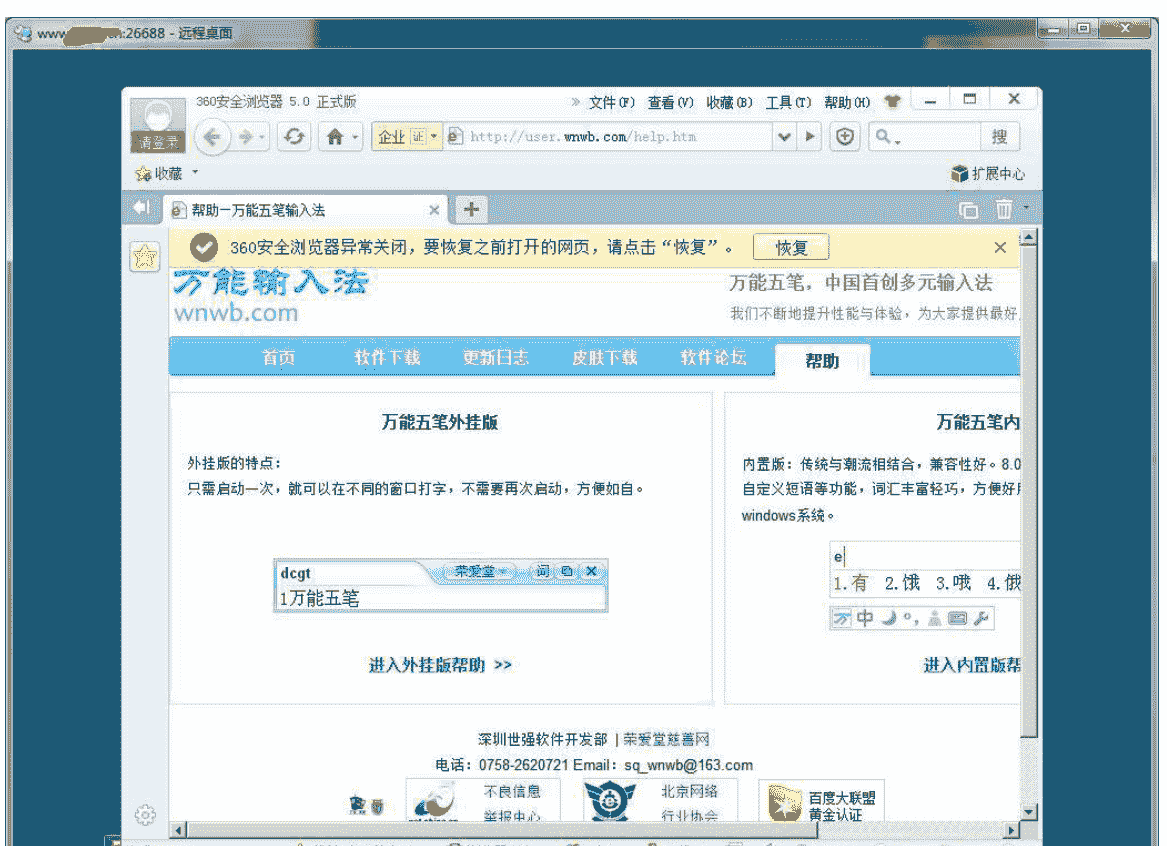 www :26688 - 远程桌面
360安全浏览器 5.0 正式版
» 文件(F) 查看(V) 收藏(B) 工具(T) 帮助(H)
请登录
企业 证 http://user.wnwb.com/help.htm
搜
收藏
扩展中心
帮助一万能五笔输入法
360安全浏览器异常关闭，要恢复之前打开的网页，请点击“恢复”。 恢复
万能输入法
wnwb.com
万能五笔，中国首创多元输入法
我们不断地提升性能与体验，为大家提供最好
首页 软件下载 更新日志 皮肤下载 软件论坛 帮助
万能五笔外挂版
外挂版的特点：
只需启动一次，就可以在不同的窗口打字，不需要再次启动，方便如自。
dcgt 荣爱堂 词
1万能五笔
进入外挂版帮助 >>
万能五笔内
内置版：传统与潮流相结合，兼容性好。8.0
自定义短语等功能，词汇丰富轻巧，方便好用
windows系统。
e
1.有 2.饿 3.哦 4.俄
万 中
进入内置版帮
深圳世强软件开发部 | 荣爱堂慈善网
电话：0758-2620721 Email：sq_wnwb@163.com
不良信息
举报中心
北京网络
行业协会
百度大联盟
黄金认证